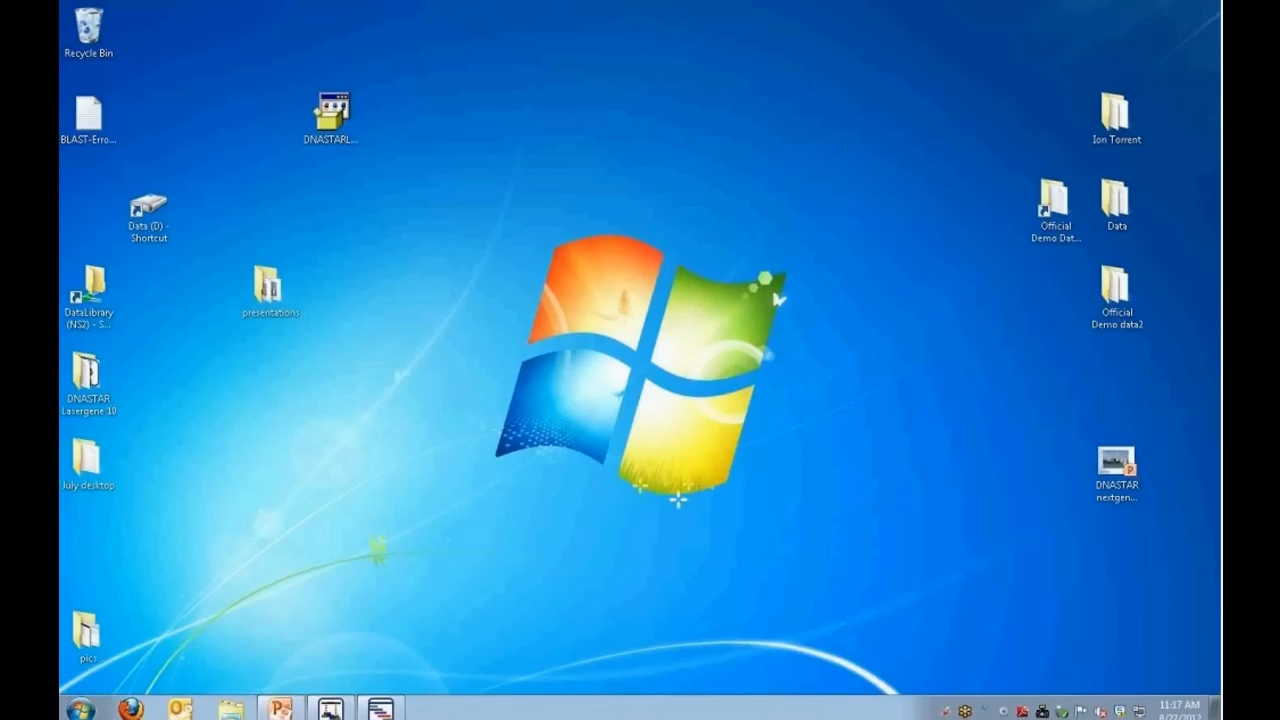 Recycle Bin
BLAST-Erro...
DNASTARL...
Ion Torrent
Data (D) -
Shortcut
Official
Demo Dat...
Data
DataLibrary
(NS2) - S...
presentations
Official
Demo data2
DNASTAR
Lasergene 10
July desktop
DNASTAR
nextgen...
pics
11:17 AM